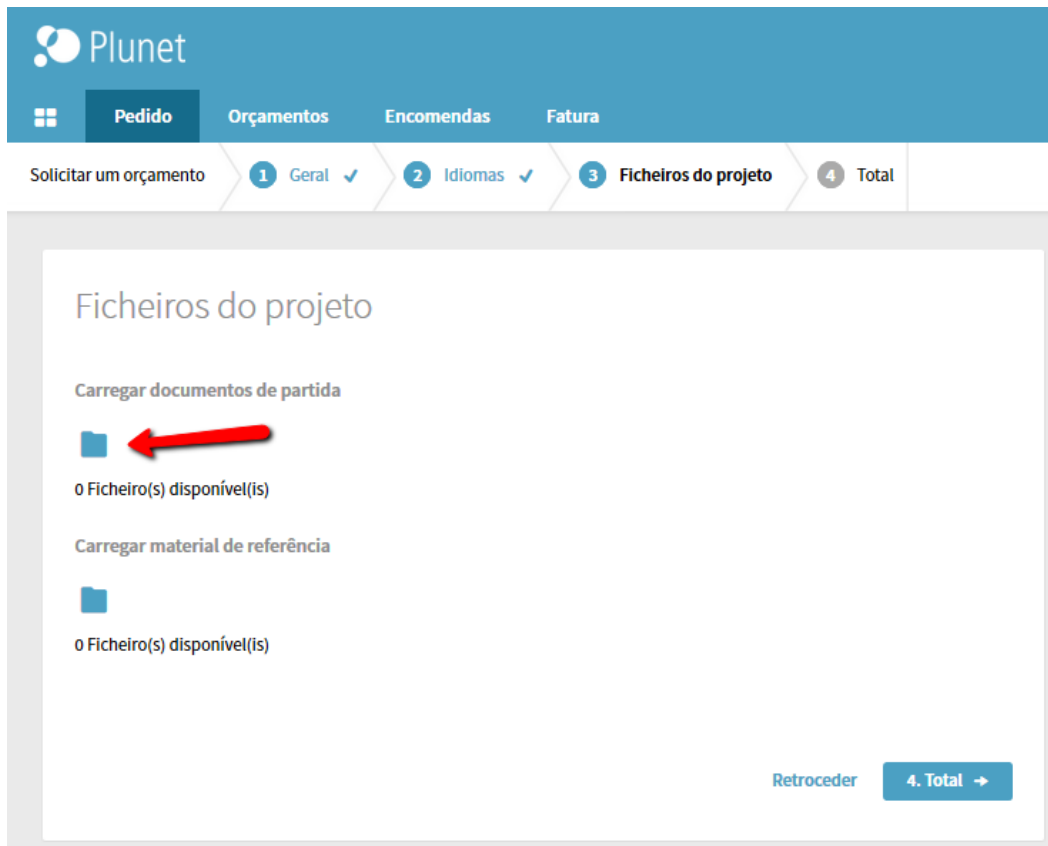 Plunet
Pedido Orçamentos Encomendas Fatura
Solicitar um orçamento 1 Geral 2 Idiomas 3 Ficheiros do projeto 4 Total
Ficheiros do projeto
Carregar documentos de partida
0 Ficheiro(s) disponível(is)
Carregar material de referência
0 Ficheiro(s) disponível(is)
Retroceder 4. Total